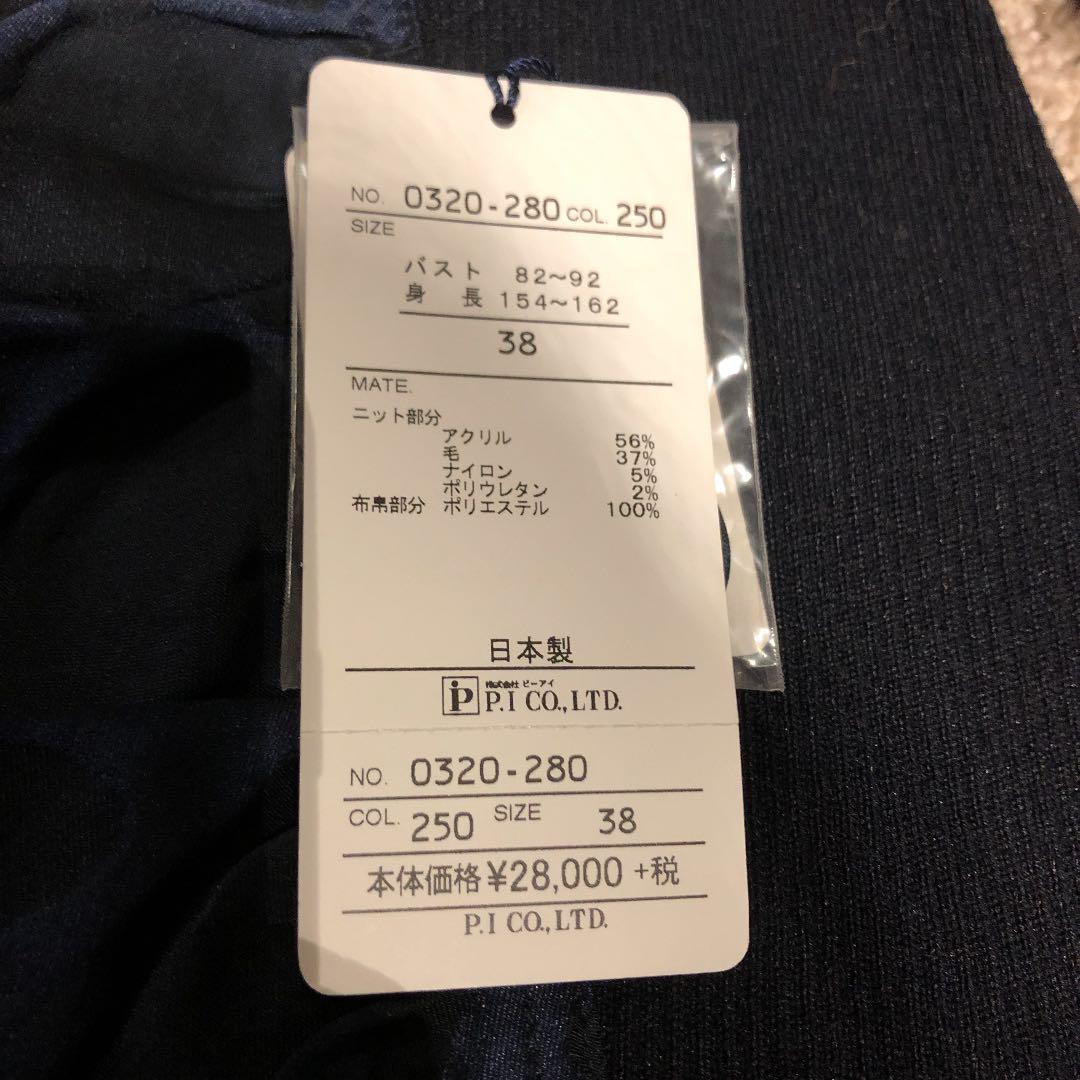 NO. 0320-280 COL. 250
SIZE
バスト 82～92
身長 154～162
38
MATE.
ニット部分
アクリル 56%
毛 37%
ナイロン 5%
ポリウレタン 2%
布帛部分 ポリエステル 100%
日本製
iP 株式会社 ピーアイ
P.I CO.,LTD.
NO. 0320-280
COL. 250 SIZE 38
本体価格¥28,000+税
P.I CO.,LTD.